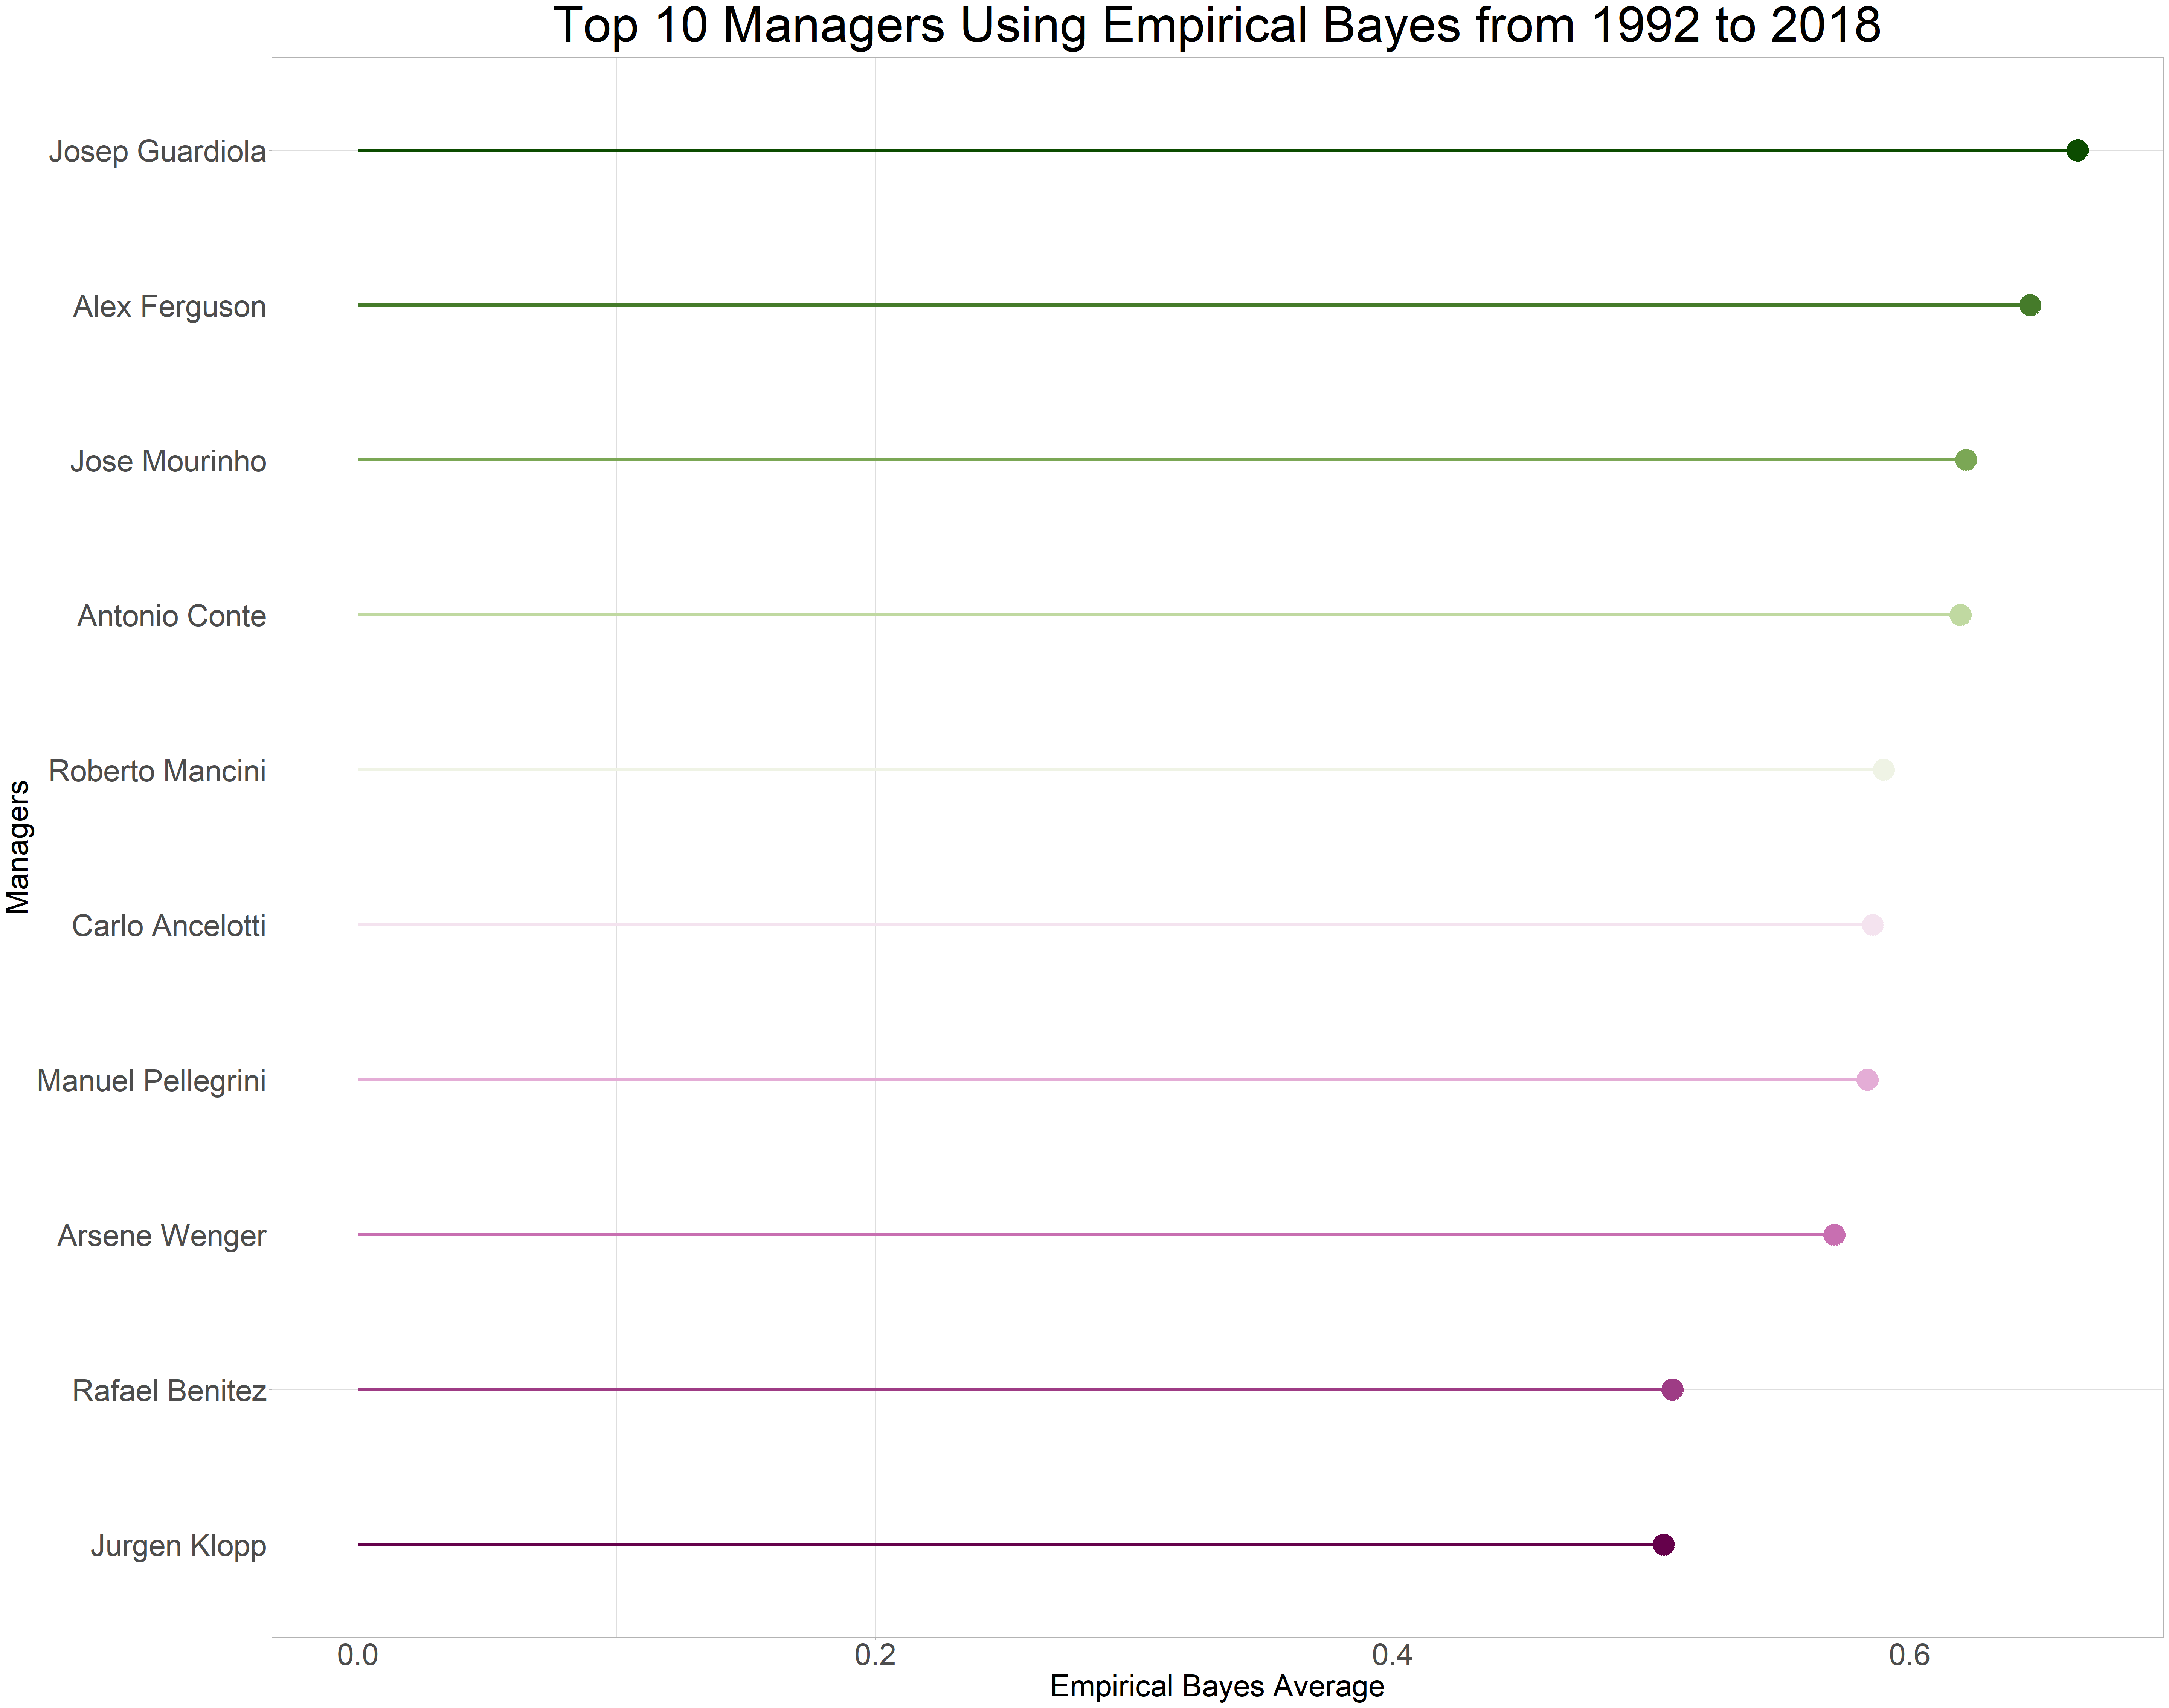 Top 10 Managers Using Empirical Bayes from 1992 to 2018
Managers
Josep Guardiola
Alex Ferguson
Jose Mourinho
Antonio Conte
Roberto Mancini
Carlo Ancelotti
Manuel Pellegrini
Arsene Wenger
Rafael Benitez
Jurgen Klopp
0.0 0.2 0.4 0.6
Empirical Bayes Average